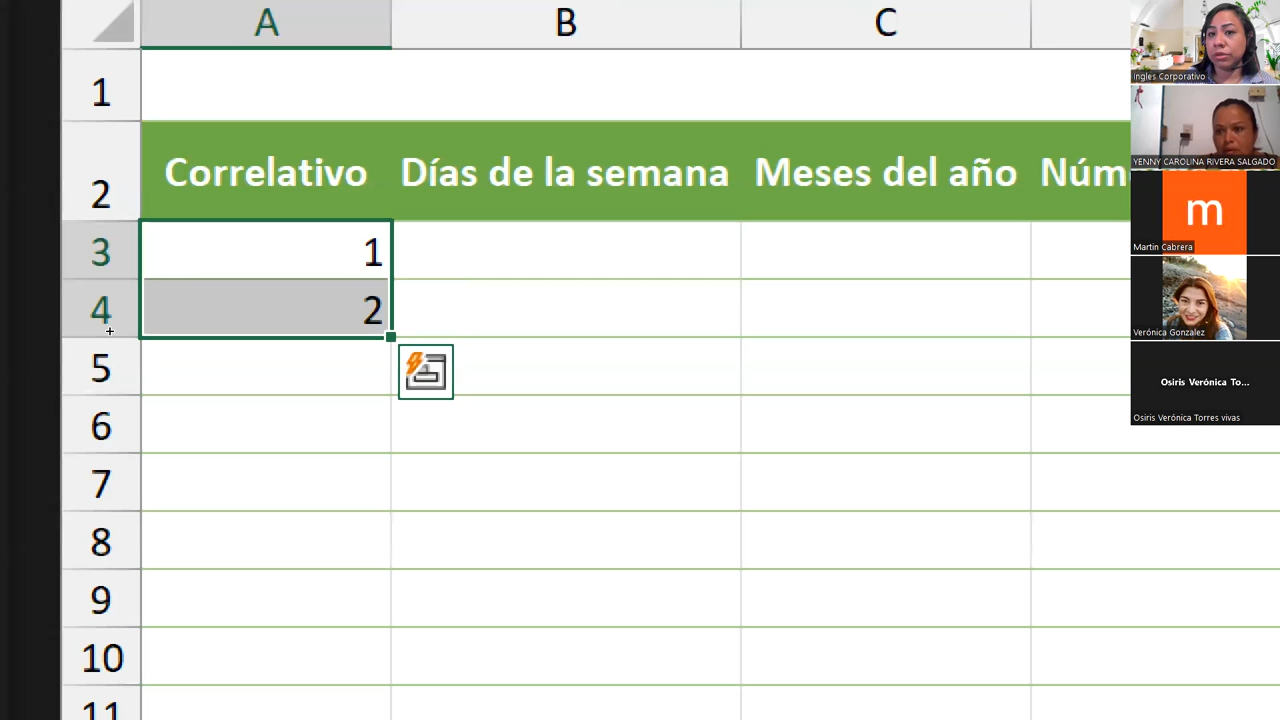 A B C
1
2 Correlativo Días de la semana Meses del año Núm
3 1
4 2
5
6
7
8
9
10
11
Ingles Corporativo
YENNY CAROLINA RIVERA SALGADO
m
Martin Cabrera
Verónica Gonzalez
Osiris Verónica To...
Osiris Verónica Torres vivas